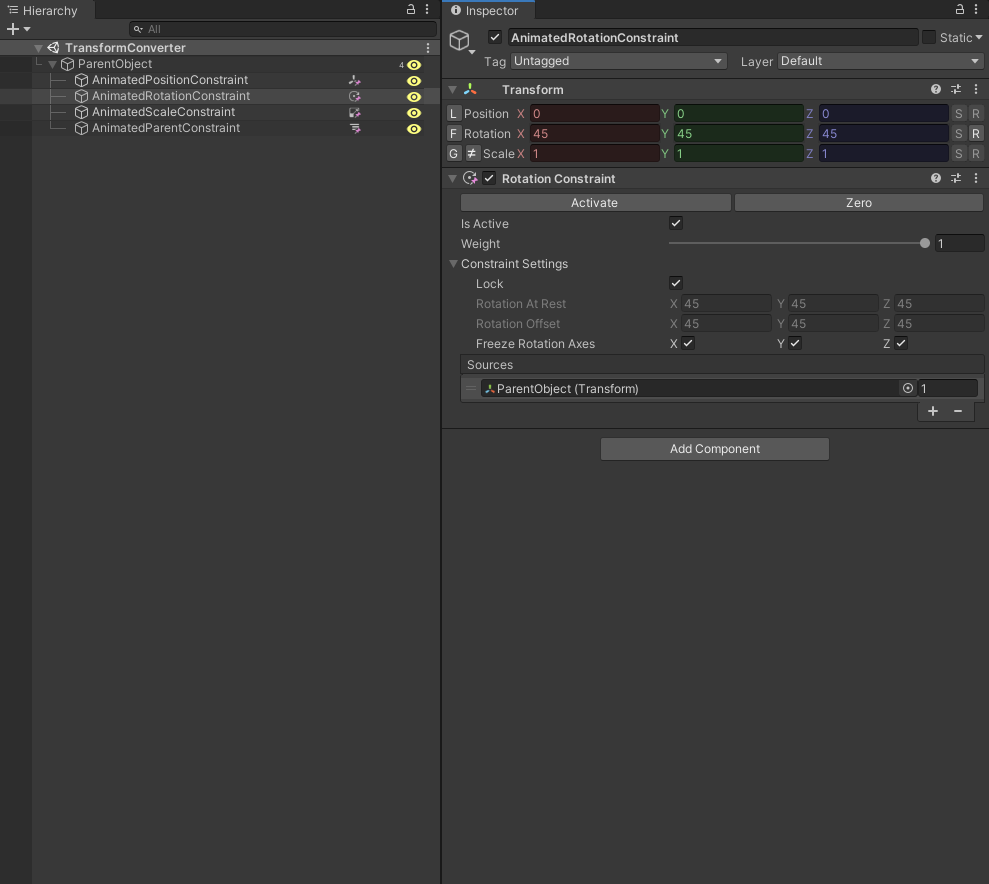 Hierarchy
All
TransformConverter
ParentObject 4
AnimatedPositionConstraint
AnimatedRotationConstraint
AnimatedScaleConstraint
AnimatedParentConstraint
Inspector
AnimatedRotationConstraint Static
Tag Untagged Layer Default
Transform
L Position X 0 Y 0 Z 0 S R
F Rotation X 45 Y 45 Z 45 S R
G ≠ Scale X 1 Y 1 Z 1 S R
Rotation Constraint
Activate Zero
Is Active
Weight 1
Constraint Settings
Lock
Rotation At Rest X 45 Y 45 Z 45
Rotation Offset X 45 Y 45 Z 45
Freeze Rotation Axes X Y Z
Sources
ParentObject (Transform) 1
+ −
Add Component